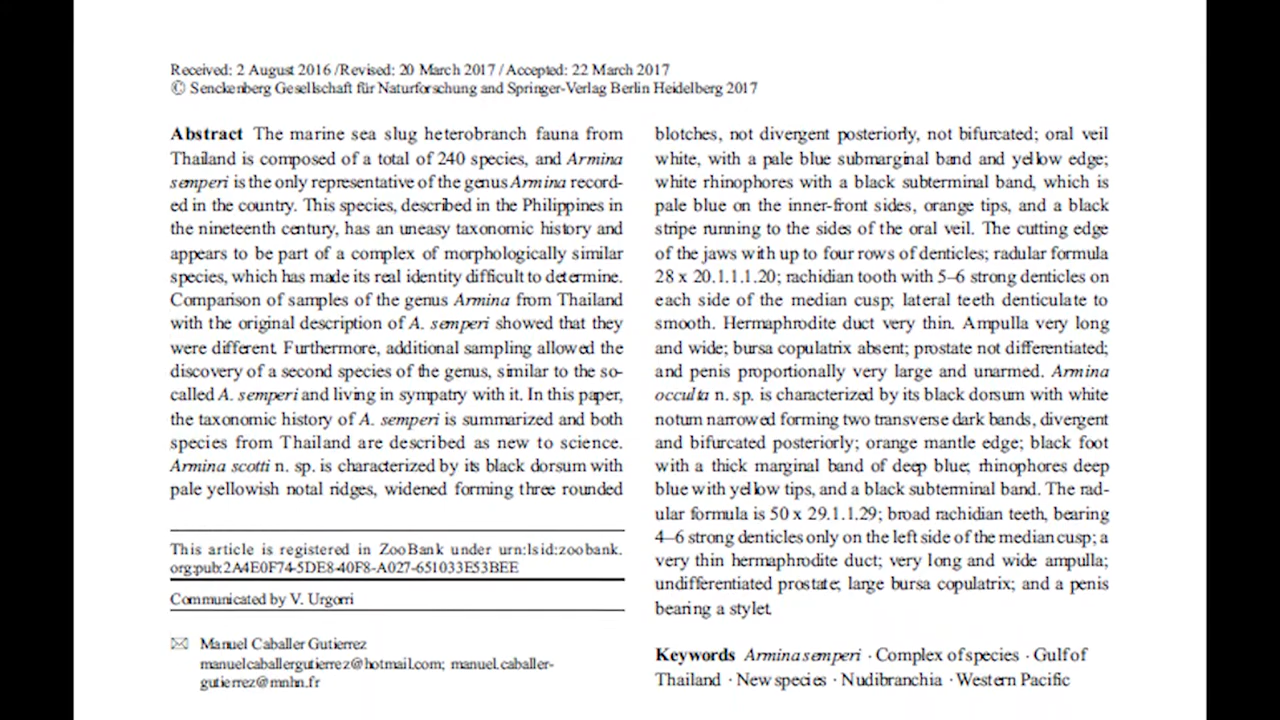 Received: 2 August 2016 /Revised: 20 March 2017 / Accepted: 22 March 2017
© Senckenberg Gesellschaft für Naturforschung and Springer-Verlag Berlin Heidelberg 2017
Abstract The marine sea slug heterobranch fauna from
Thailand is composed of a total of 240 species, and Armina
semperi is the only representative of the genus Armina record-
ed in the country. This species, described in the Philippines in
the nineteenth century, has an uneasy taxonomic history and
appears to be part of a complex of morphologically similar
species, which has made its real identity difficult to determine.
Comparison of samples of the genus Armina from Thailand
with the original description of A. semperi showed that they
were different. Furthermore, additional sampling allowed the
discovery of a second species of the genus, similar to the so-
called A. semperi and living in sympatry with it. In this paper,
the taxonomic history of A. semperi is summarized and both
species from Thailand are described as new to science.
Armina scotti n. sp. is characterized by its black dorsum with
pale yellowish notal ridges, widened forming three rounded
This article is registered in ZooBank under urn:lsid:zoobank.
org:pub:2A4E0F74-5DE8-40F8-A027-651033E53BEE
Communicated by V. Urgorri
Manuel Caballer Gutierrez
manuelcaballergutierrez@hotmail.com; manuel.caballer-
gutierrez@mnhn.fr
blotches, not divergent posteriorly, not bifurcated; oral veil
white, with a pale blue submarginal band and yellow edge;
white rhinophores with a black subterminal band, which is
pale blue on the inner-front sides, orange tips, and a black
stripe running to the sides of the oral veil. The cutting edge
of the jaws with up to four rows of denticles; radular formula
28 x 20.1.1.1.20; rachidian tooth with 5–6 strong denticles on
each side of the median cusp; lateral teeth denticulate to
smooth. Hermaphrodite duct very thin. Ampulla very long
and wide; bursa copulatrix absent; prostate not differentiated;
and penis proportionally very large and unarmed. Armina
occulta n. sp. is characterized by its black dorsum with white
notum narrowed forming two transverse dark bands, divergent
and bifurcated posteriorly; orange mantle edge; black foot
with a thick marginal band of deep blue; rhinophores deep
blue with yellow tips, and a black subterminal band. The rad-
ular formula is 50 x 29.1.1.29; broad rachidian teeth, bearing
4–6 strong denticles only on the left side of the median cusp; a
very thin hermaphrodite duct; very long and wide ampulla;
undifferentiated prostate; large bursa copulatrix; and a penis
bearing a stylet.
Keywords Armina semperi · Complex of species · Gulf of
Thailand · New species · Nudibranchia · Western Pacific